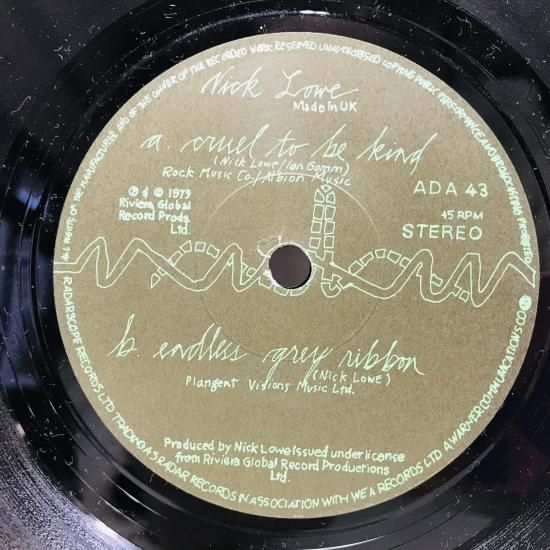 Nick Lowe
Made in UK
a. cruel to be kind
(Nick Lowe/Ian Gomm)
Rock Music Co./Albion Music
℗ & © 1979
Riviera Global
Record Prods.
Ltd.
ADA 43
45 RPM
STEREO
b. endless grey ribbon
(Nick Lowe)
Plangent Visions Music Ltd.
Produced by Nick Lowe Issued under license
from Riviera Global Record Productions
Ltd.
ALL RIGHTS OF THE MANUFACTURER AND OF THE OWNER OF THE RECORDED WORK RESERVED UNAUTHORISED COPYING PUBLIC PERFORMANCE AND BROADCASTING PROHIBITED
RADARSCOPE RECORDS LTD TRADING AS RADAR RECORDS IN ASSOCIATION WITH WEA RECORDS LTD A WARNER COMMUNICATIONS CO